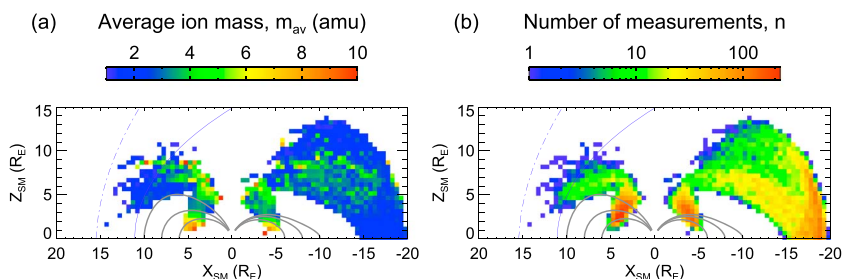 (a) Average ion mass, m_av (amu)
2 4 6 8 10
15
10
5
0
Z_SM (R_E)
20 15 10 5 0 -5 -10 -15 -20
X_SM (R_E)
(b) Number of measurements, n
1 10 100
15
10
5
0
Z_SM (R_E)
20 15 10 5 0 -5 -10 -15 -20
X_SM (R_E)